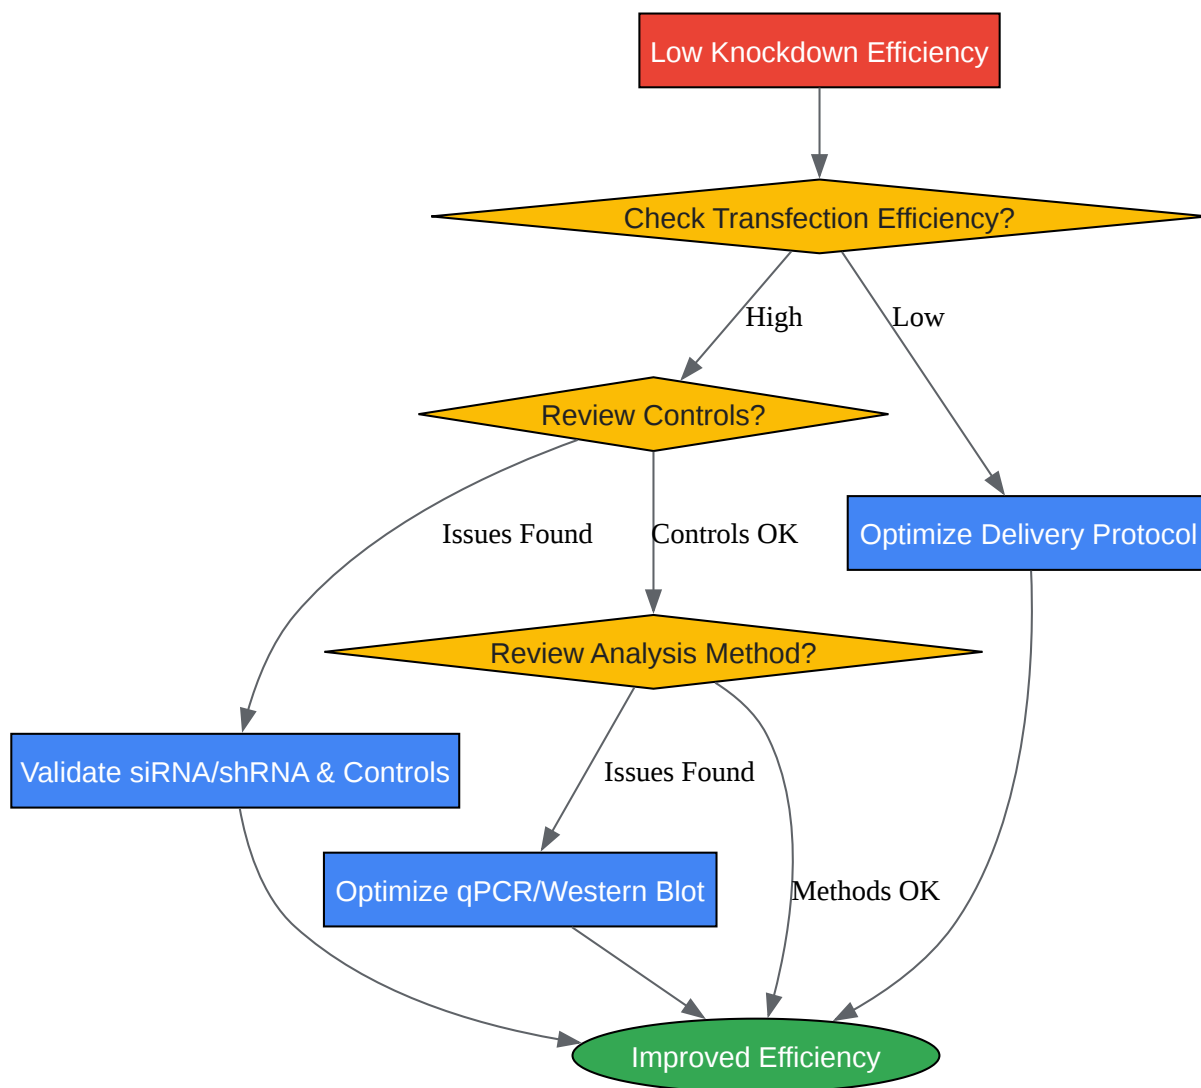 Low Knockdown Efficiency
Check Transfection Efficiency?
High
Low
Review Controls?
Issues Found
Controls OK
Optimize Delivery Protocol
Review Analysis Method?
Validate siRNA/shRNA & Controls
Issues Found
Optimize qPCR/Western Blot
Methods OK
Improved Efficiency